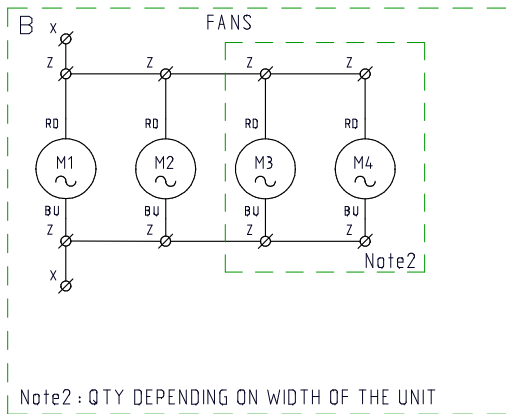 B X FANS
Z Z Z Z
RD RD RD RD
M1 M2 M3 M4
BU BU BU BU
Z Z Z Z
Note2
X
Note2 : QTY DEPENDING ON WIDTH OF THE UNIT